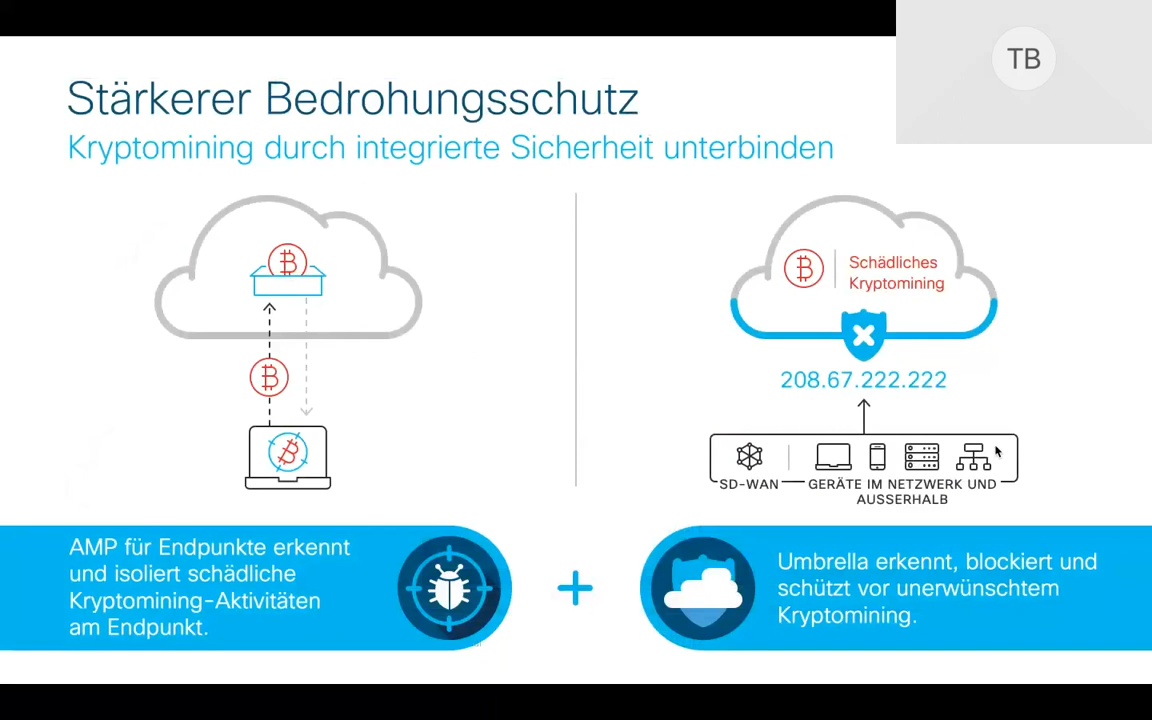 TB
Stärkerer Bedrohungsschutz
Kryptomining durch integrierte Sicherheit unterbinden
Schädliches
Kryptomining
208.67.222.222
SD-WAN
GERÄTE IM NETZWERK UND
AUSSERHALB
AMP für Endpunkte erkennt
und isoliert schädliche
Kryptomining-Aktivitäten
am Endpunkt.
+
Umbrella erkennt, blockiert und
schützt vor unerwünschtem
Kryptomining.